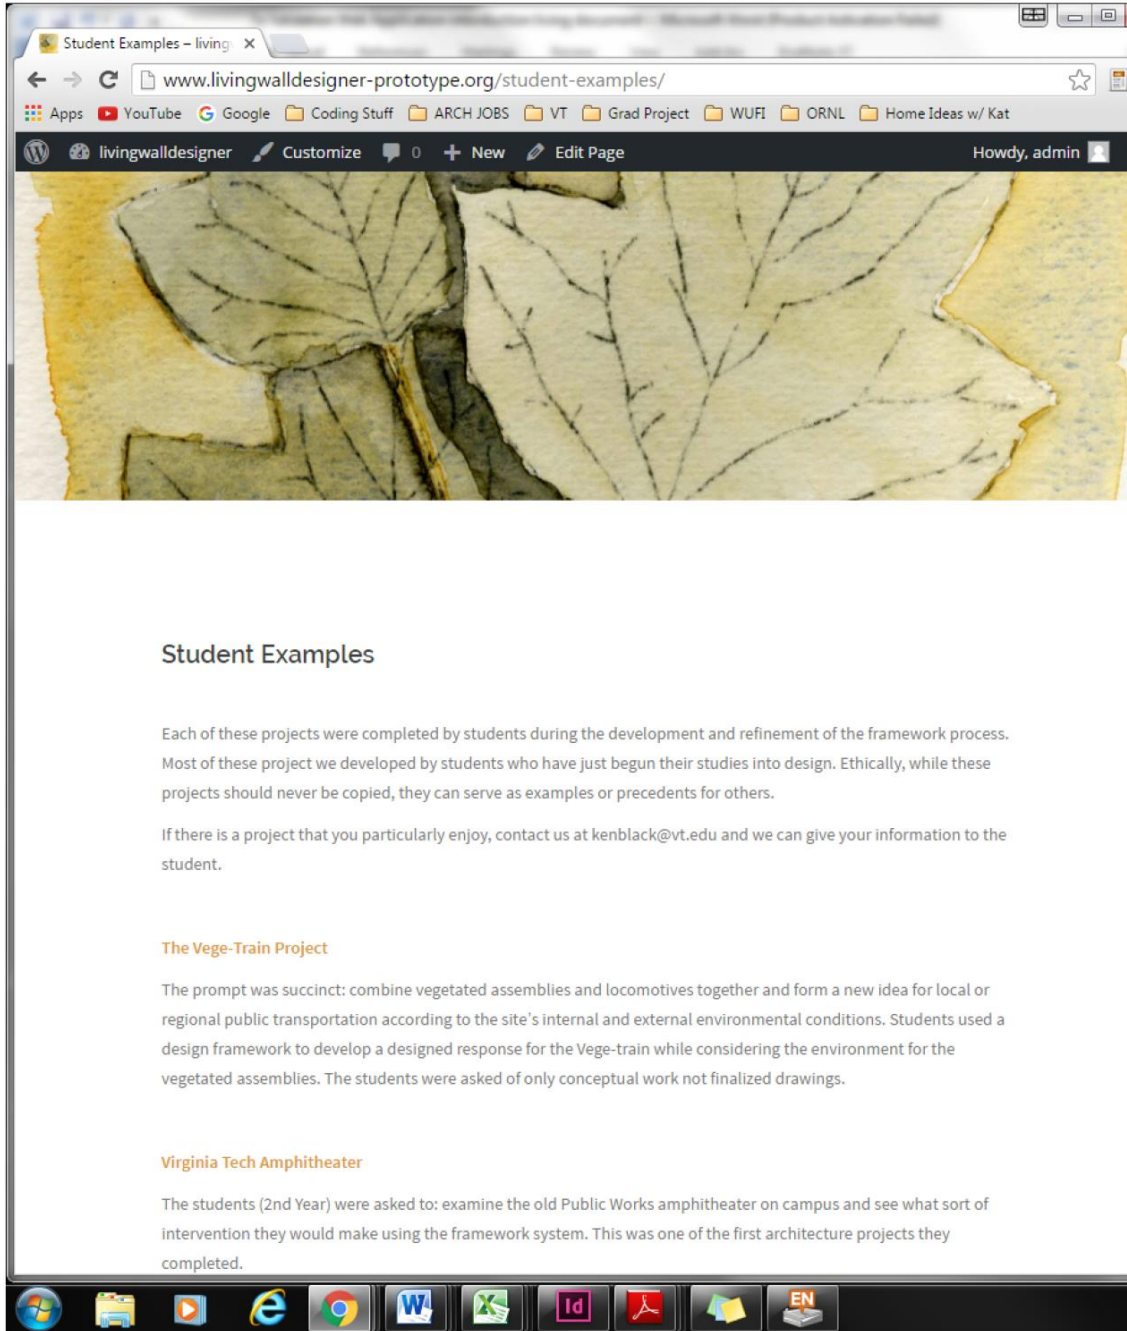 Student Examples – living
www.livingwalldesigner-prototype.org/student-examples/
Apps YouTube Google Coding Stuff ARCH JOBS VT Grad Project WUFI ORNL Home Ideas w/ Kat
livingwalldesigner Customize 0 New Edit Page Howdy, admin
Student Examples
Each of these projects were completed by students during the development and refinement of the framework process.
Most of these project we developed by students who have just begun their studies into design. Ethically, while these
projects should never be copied, they can serve as examples or precedents for others.
If there is a project that you particularly enjoy, contact us at kenblack@vt.edu and we can give your information to the
student.
The Vege-Train Project
The prompt was succinct: combine vegetated assemblies and locomotives together and form a new idea for local or
regional public transportation according to the site's internal and external environmental conditions. Students used a
design framework to develop a designed response for the Vege-train while considering the environment for the
vegetated assemblies. The students were asked of only conceptual work not finalized drawings.
Virginia Tech Amphitheater
The students (2nd Year) were asked to: examine the old Public Works amphitheater on campus and see what sort of
intervention they would make using the framework system. This was one of the first architecture projects they
completed.
Id
EN